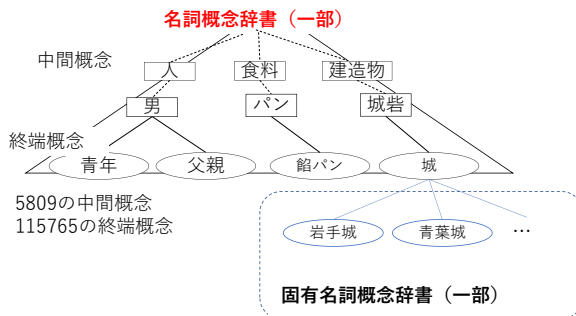 名詞概念辞書（一部）
中間概念
人
食料
建造物
男
パン
城砦
終端概念
青年
父親
餡パン
城
5809の中間概念
115765の終端概念
岩手城
青葉城
…
固有名詞概念辞書（一部）